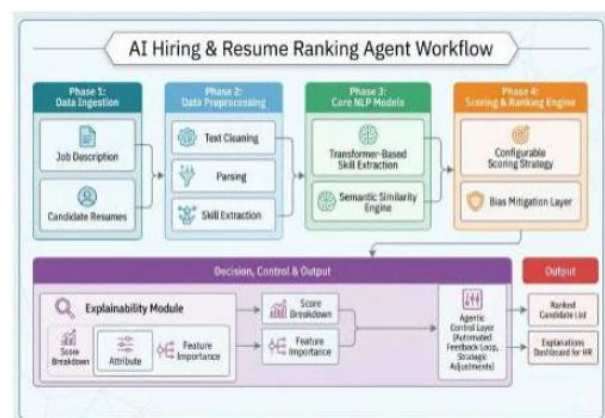 AI Hiring & Resume Ranking Agent Workflow
Phase 1:
Data Ingestion
Job Description
Candidate Resumes
Phase 2:
Data Preprocessing
Text Cleaning
Parsing
Skill Extraction
Phase 3:
Core NLP Models
Transformer-Based
Skill Extraction
Semantic Similarity
Engine
Phase 4:
Scoring & Ranking Engine
Configurable
Scoring Strategy
Bias Mitigation Layer
Decision, Control & Output
Explainability Module
Score
Breakdown
Attribute
Feature
Importance
Score
Breakdown
Feature
Importance
Agentic
Control Layer
(Automated
Feedback Loop,
Strategic
Adjustments)
Output
Ranked
Candidate
List
Explanations
Dashboard for HR